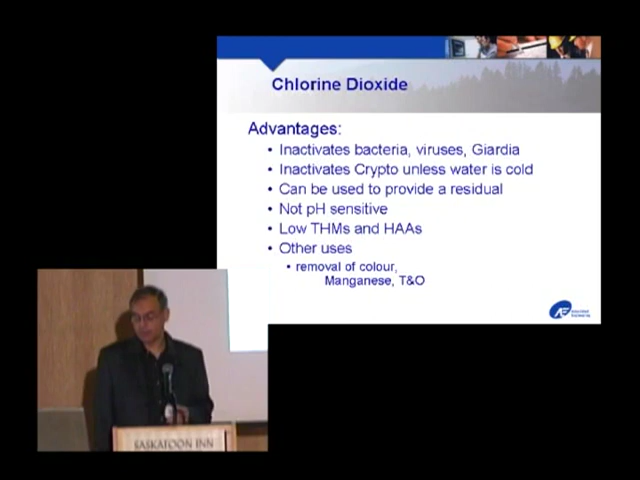 Chlorine Dioxide
Advantages:
• Inactivates bacteria, viruses, Giardia
• Inactivates Crypto unless water is cold
• Can be used to provide a residual
• Not pH sensitive
• Low THMs and HAAs
• Other uses
• removal of colour,
Manganese, T&O
AE
SASKATOON INN